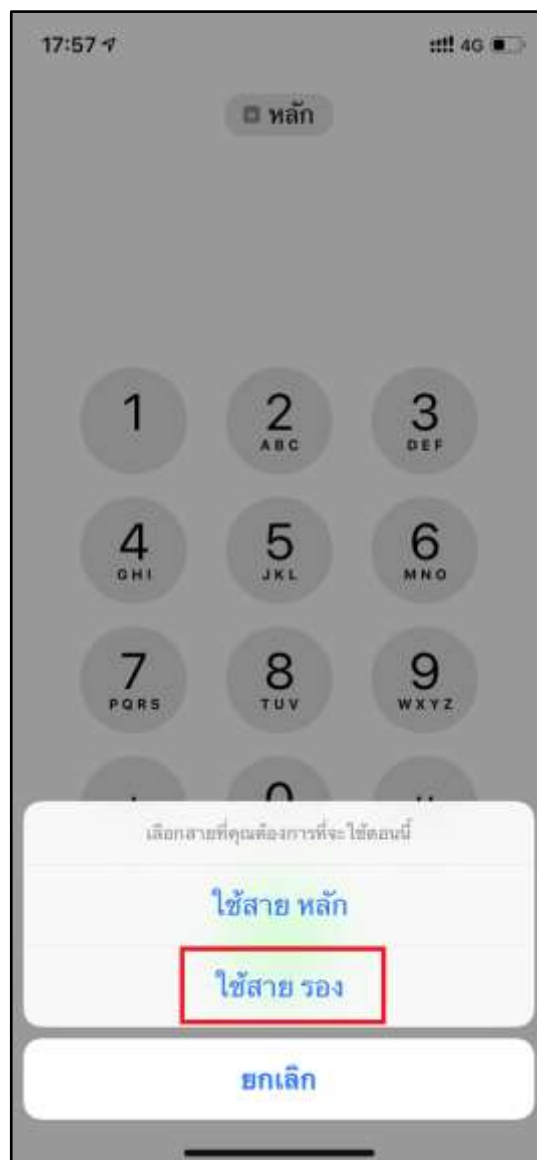 17:57
4G
หลัก
1
2
ABC
3
DEF
4
GHI
5
JKL
6
MNO
7
PQRS
8
TUV
9
WXYZ
0
เลือกสายที่คุณต้องการที่จะใช้ตอนนี้
ใช้สาย หลัก
ใช้สาย รอง
ยกเลิก